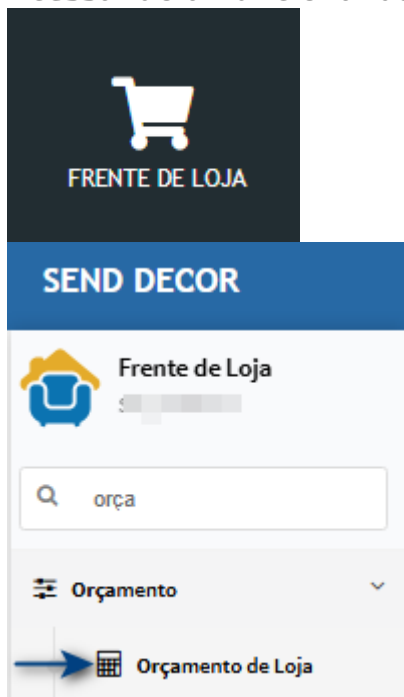 FRENTE DE LOJA
SEND DECOR
Frente de Loja
orça
Orçamento
Orçamento de Loja